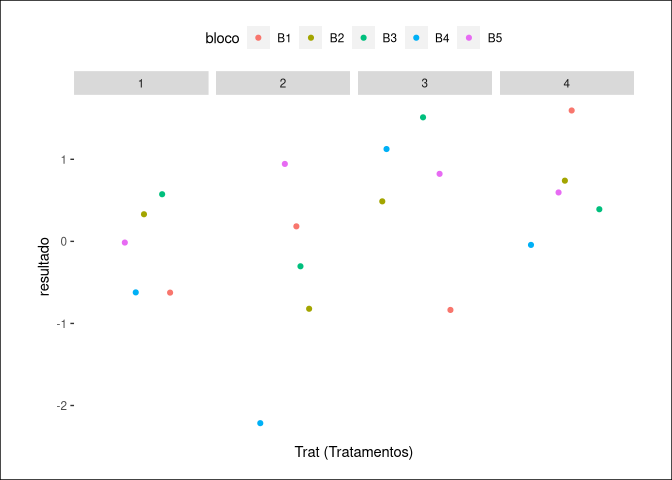 bloco B1 B2 B3 B4 B5
1 2 3 4
1
0
-1
-2
resultado
Trat (Tratamentos)